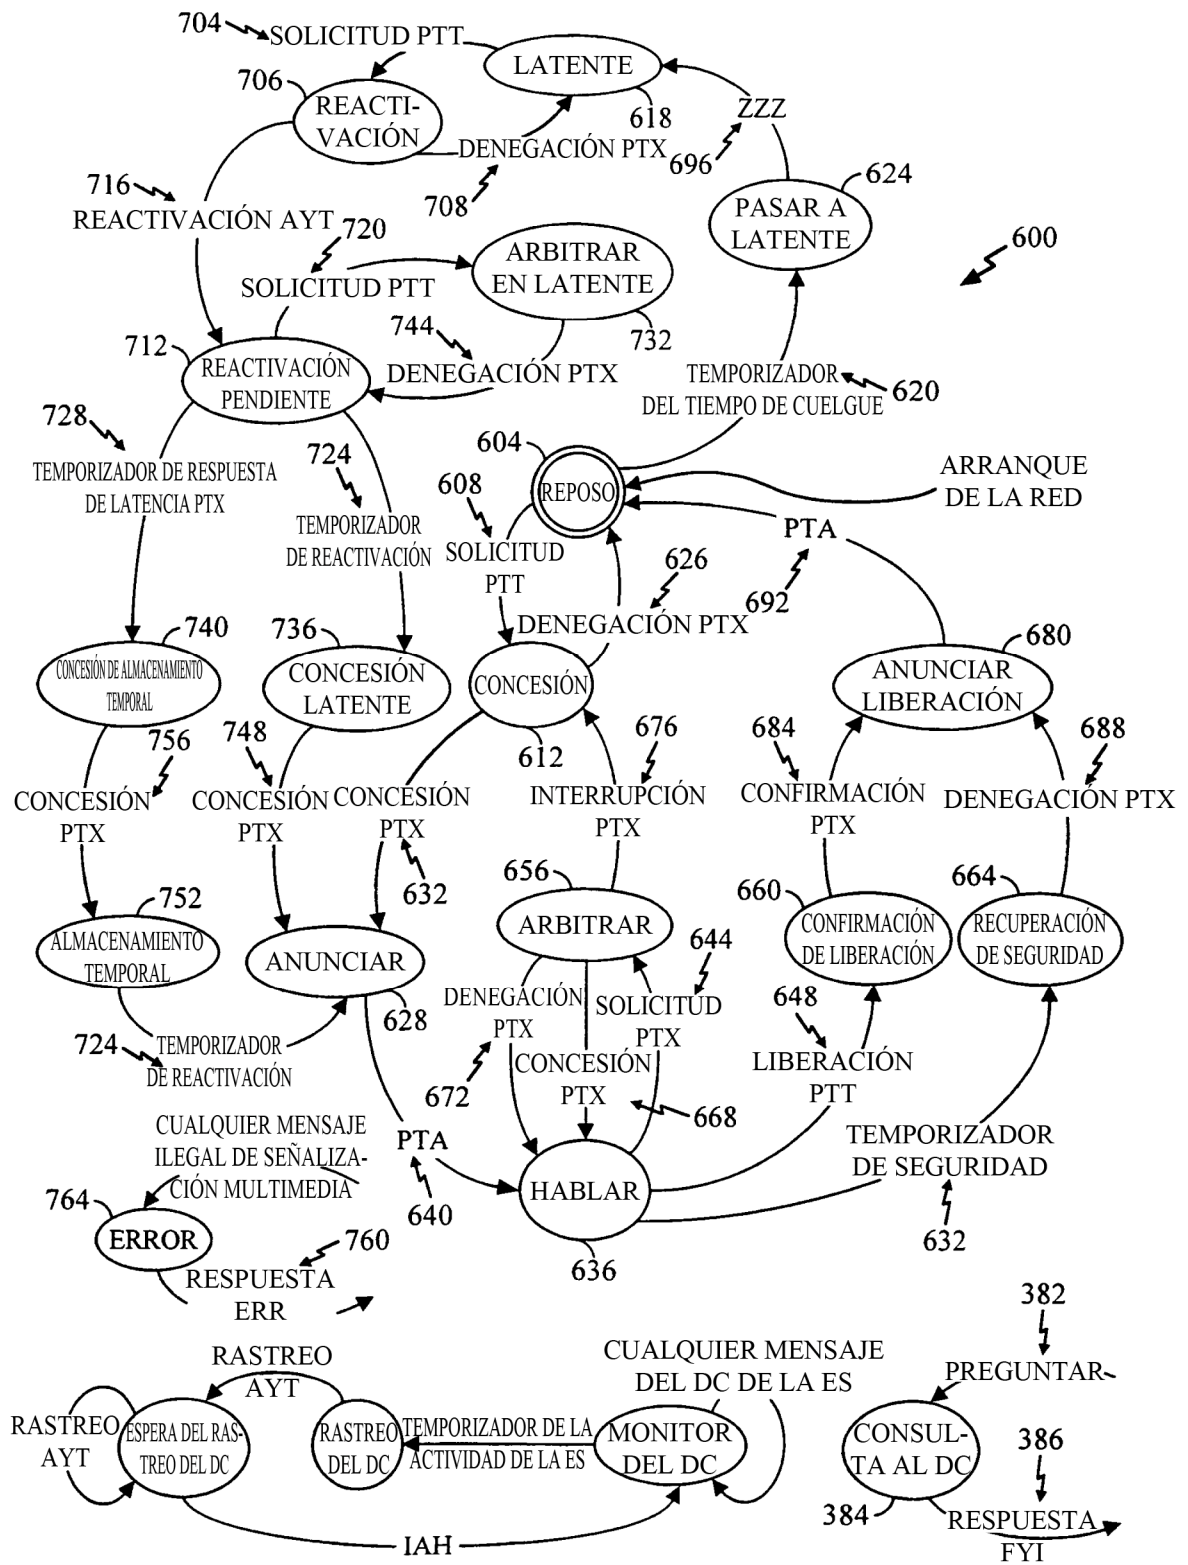 704
SOLICITUD PTT
LATENTE
618
706
REACTI-
VACIÓN
DENEGACIÓN PTX
708
ZZZ
696
624
PASAR A
LATENTE
600
716
REACTIVACIÓN AYT
720
SOLICITUD PTT
ARBITRAR
EN LATENTE
732
744
DENEGACIÓN PTX
712
REACTIVACIÓN
PENDIENTE
TEMPORIZADOR
DEL TIEMPO DE CUELGUE
620
728
TEMPORIZADOR DE RESPUESTA
DE LATENCIA PTX
724
TEMPORIZADOR
DE REACTIVACIÓN
604
REPOSO
ARRANQUE
DE LA RED
608
SOLICITUD
PTT
PTA
692
626
DENEGACIÓN PTX
740
CONCESIÓN DE ALMACENAMIENTO
TEMPORAL
736
CONCESIÓN
LATENTE
CONCESIÓN
612
680
ANUNCIAR
LIBERACIÓN
756
CONCESIÓN
PTX
748
CONCESIÓN
PTX
CONCESIÓN
PTX
632
676
INTERRUPCIÓN
PTX
684
CONFIRMACIÓN
PTX
688
DENEGACIÓN PTX
752
ALMACENAMIENTO
TEMPORAL
ANUNCIAR
628
656
ARBITRAR
660
CONFIRMACIÓN
DE LIBERACIÓN
664
RECUPERACIÓN
DE SEGURIDAD
644
DENEGACIÓN
PTX
672
SOLICITUD
PTX
CONCESIÓN
PTX
668
648
LIBERACIÓN
PTT
724
TEMPORIZADOR
DE REACTIVACIÓN
PTA
640
HABLAR
636
TEMPORIZADOR
DE SEGURIDAD
632
CUALQUIER MENSAJE
ILEGAL DE SEÑALIZA-
CIÓN MULTIMEDIA
764
ERROR
760
RESPUESTA
ERR
RASTREO
AYT
RASTREO
AYT
ESPERA DEL RAS-
TREO DEL DC
RASTREO
DEL DC
TEMPORIZADOR DE LA
ACTIVIDAD DE LA ES
CUALQUIER MENSAJE
DEL DC DE LA ES
MONITOR
DEL DC
IAH
382
PREGUNTAR
CONSUL-
TA AL DC
384
386
RESPUESTA
FYI